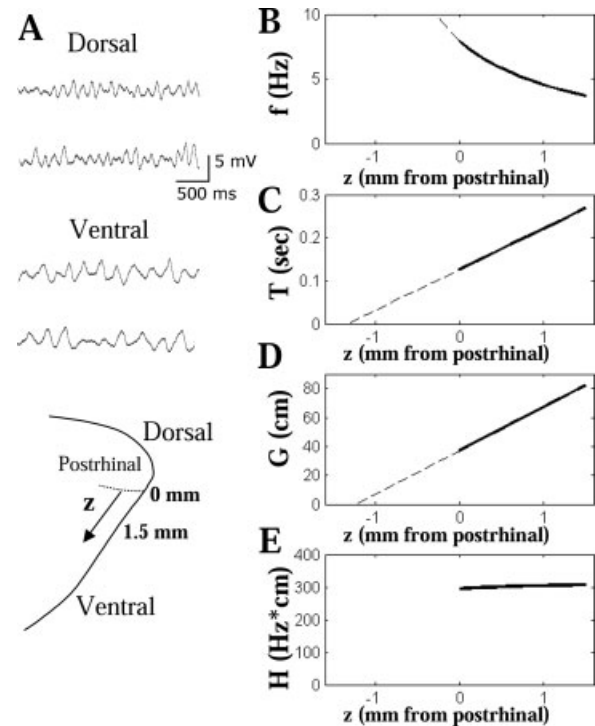 A
Dorsal
5 mV
500 ms
Ventral
Dorsal
Postrhinal
0 mm
z
1.5 mm
Ventral
B
f (Hz)
10
5
0
-1 0 1
z (mm from postrhinal)
C
T (sec)
0.3
0.2
0.1
0
-1 0 1
z (mm from postrhinal)
D
G (cm)
80
60
40
20
0
-1 0 1
z (mm from postrhinal)
E
H (Hz*cm)
400
300
200
100
0
-1 0 1
z (mm from postrhinal)